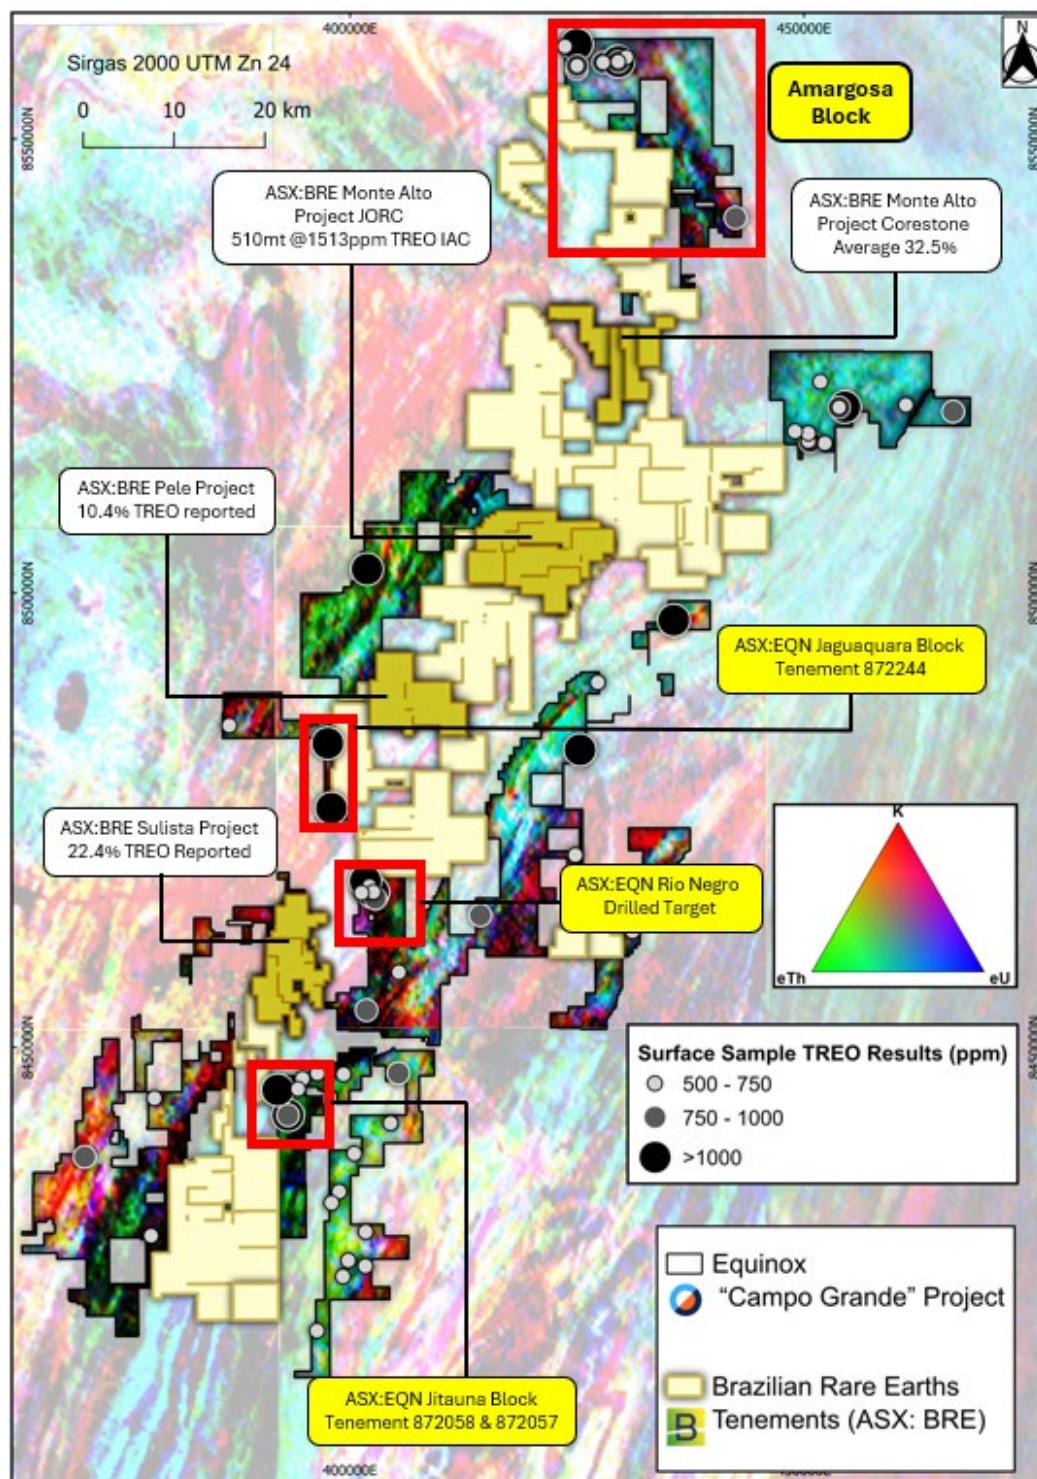 400000E
450000E
Sirgas 2000 UTM Zn 24
0 10 20 km
N
Amargosa
Block
8550000N
8550000N
ASX:BRE Monte Alto
Project JORC
510mt @1513ppm TREO IAC
ASX:BRE Monte Alto
Project Corestone
Average 32.5%
ASX:BRE Pele Project
10.4% TREO reported
8500000N
8500000N
ASX:EQN Jaguaquara Block
Tenement 872244
ASX:BRE Sulista Project
22.4% TREO Reported
K
eTh
eU
ASX:EQN Rio Negro
Drilled Target
8450000N
8450000N
Surface Sample TREO Results (ppm)
500 - 750
750 - 1000
>1000
Equinox
“Campo Grande” Project
Brazilian Rare Earths
B Tenements (ASX: BRE)
ASX:EQN Jitauna Block
Tenement 872058 & 872057
400000E